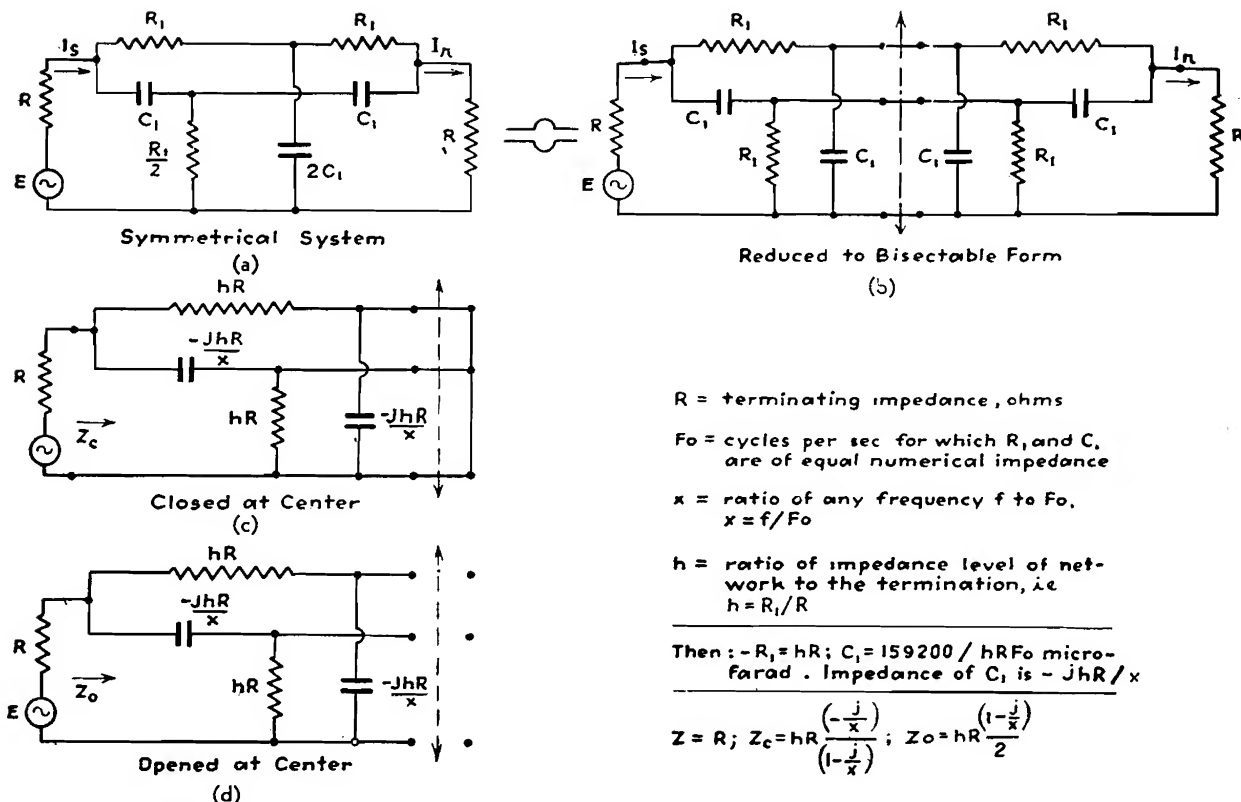 R₁ R₁
Is Iʀ
R C₁ C₁ R
R₁/2 2C₁
E
Symmetrical System
(a)
R₁ R₁
Is Iʀ
R C₁ C₁ R
R₁ C₁ C₁ R₁
E
Reduced to Bisectable Form
(b)
hR
-JhR/x
R
hR -JhR/x
Zc
Closed at Center
(c)
hR
-JhR/x
R
hR -JhR/x
Zo
E
Opened at Center
(d)
R = terminating impedance, ohms
Fo = cycles per sec for which R₁ and C,
are of equal numerical impedance
x = ratio of any frequency f to Fo.
x = f/Fo
h = ratio of impedance level of net-
work to the termination, ie
h = R₁/R
Then :- R₁ = hR; C₁ = 159200 / hRFo micro-
farad . Impedance of C₁ is - jhR/x
Z = R; Zc = hR (-j/x)/(1-j/x); Zo = hR (1-j/x)/2